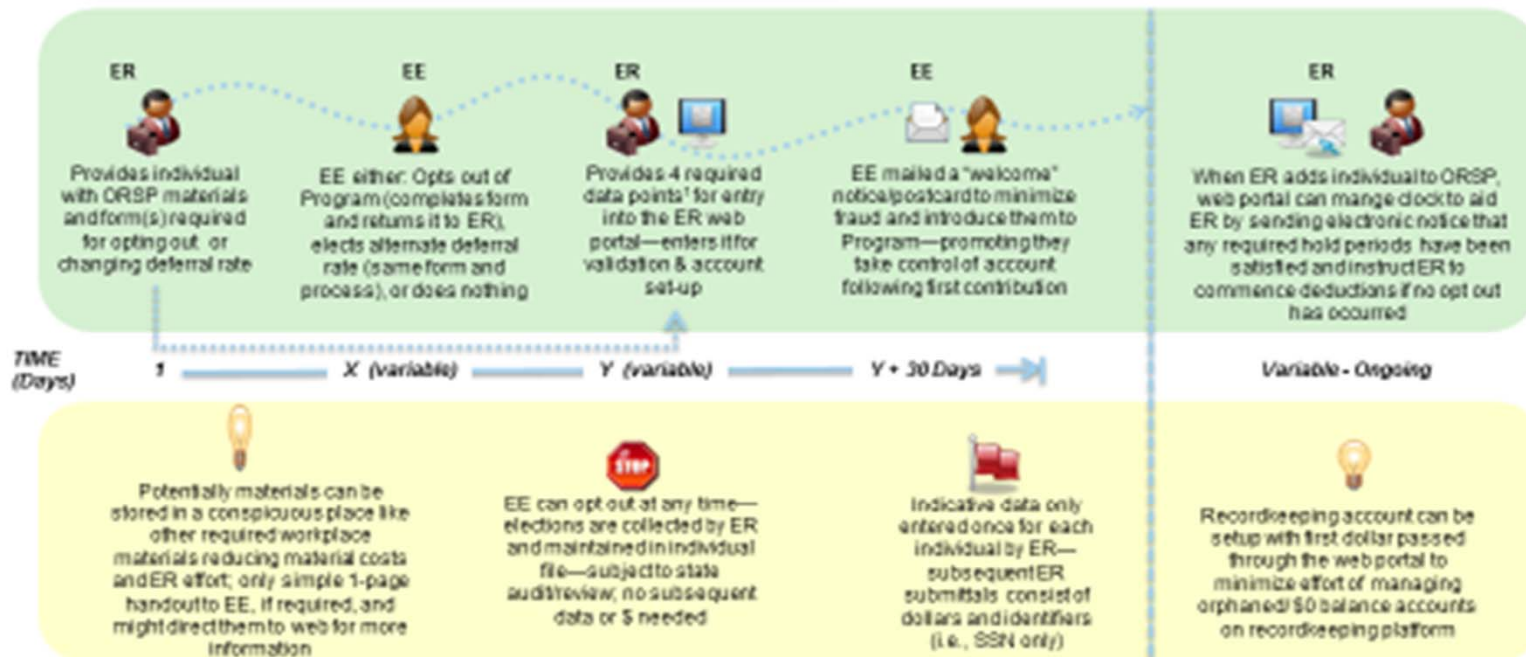 ER
Provides individual
with ORSP materials
and form(s) required
for opting out or
changing deferral rate
EE
EE either: Opts out of
Program (completes form
and returns it to ER),
elects alternate deferral
rate (same form and
process), or does nothing
ER
Provides 4 required
data points¹ for entry
into the ER web
portal—enters it for
validation & account
set-up
EE
EE mailed a "welcome"
notice/postcard to minimize
fraud and introduce them to
Program—promoting they
take control of account
following first contribution
ER
When ER adds individual to ORSP,
web portal can mange clock to aid
ER by sending electronic notice that
any required hold periods have been
satisfied and instruct ER to
commence deductions if no opt out
has occurred
TIME
(Days)
1
X (variable)
Y (variable)
Y + 30 Days
Variable - Ongoing
Potentially materials can be
stored in a conspicuous place like
other required workplace
materials reducing material costs
and ER effort; only simple 1-page
handout to EE, if required, and
might direct them to web for more
information
STOP
EE can opt out at any time—
elections are collected by ER
and maintained in individual
file—subject to state
audit/review; no subsequent
data or $ needed
Indicative data only
entered once for each
individual by ER—
subsequent ER
submittals consist of
dollars and identifiers
(i.e., SSN only)
Recordkeeping account can be
setup with first dollar passed
through the web portal to
minimize effort of managing
orphaned/ $0 balance accounts
on recordkeeping platform